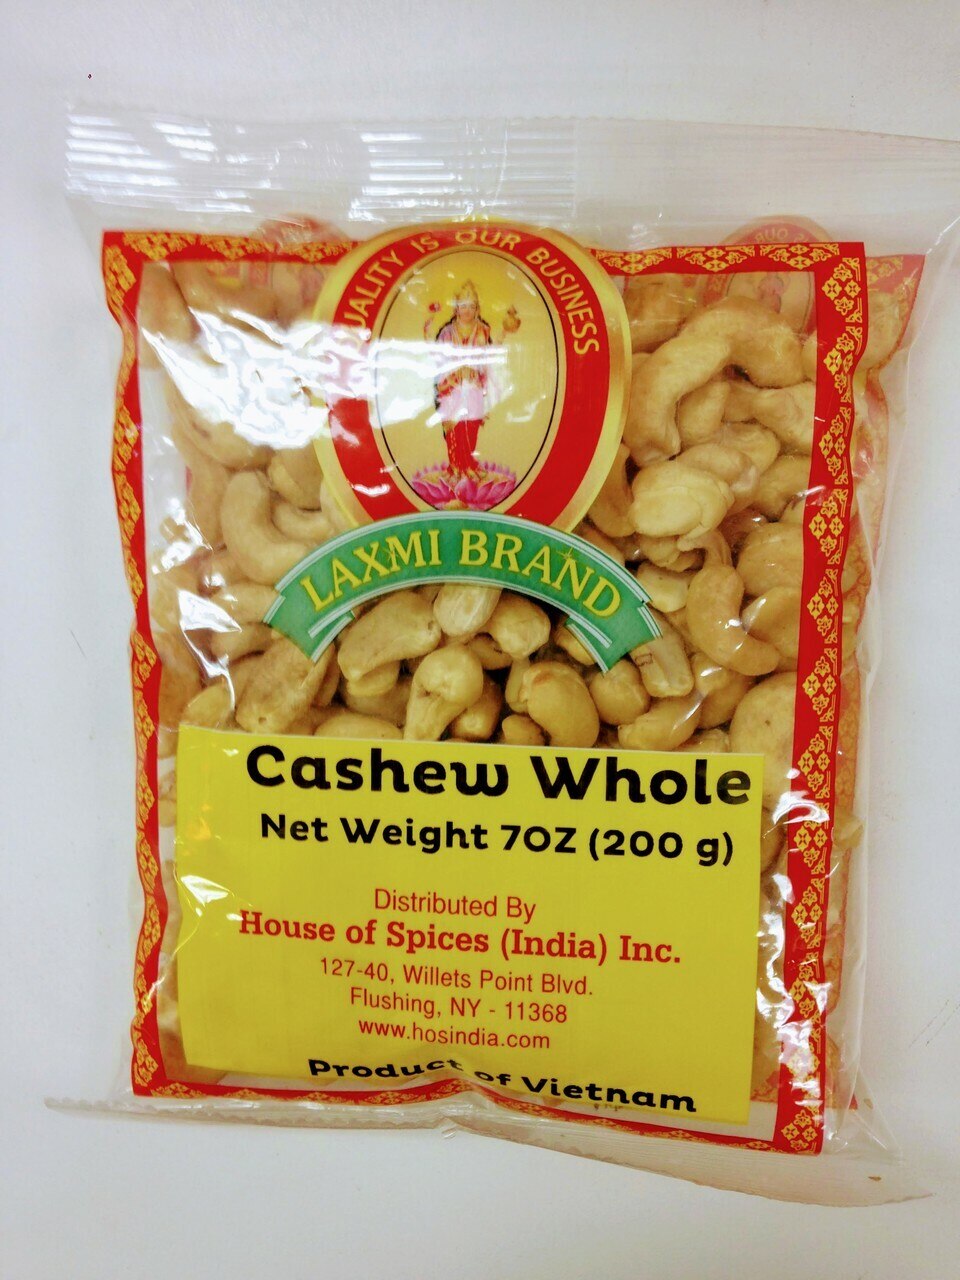 QUALITY IS OUR BUSINESS
LAXMI BRAND
Cashew Whole
Net Weight 7OZ (200 g)
Distributed By
House of Spices (India) Inc.
127-40, Willets Point Blvd.
Flushing, NY - 11368
www.hosindia.com
Product of Vietnam